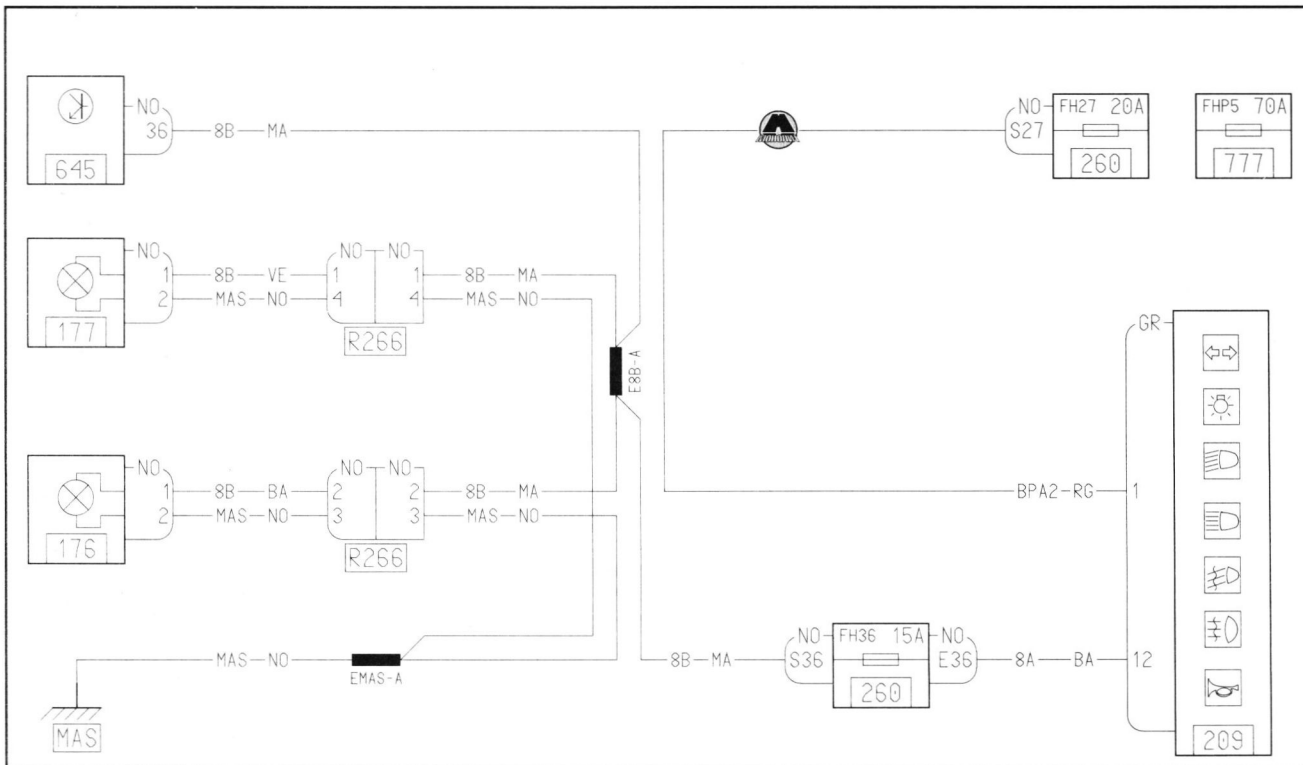 NO
36
8B MA
645
NO
FH27 20A
S27
260
FHP5 70A
777
NO
1
8B VE
2
MAS NO
177
NO NO
1 1
4 4
R266
8B MA
MAS NO
E8B-A
GR
NO
1
8B BA
2
MAS NO
176
NO NO
2 2
3 3
R266
8B MA
MAS NO
BPA2 RG 1
MAS NO
EMAS-A
MAS
8B MA
NO FH36 15A NO
S36 E36
260
8A BA 12
209